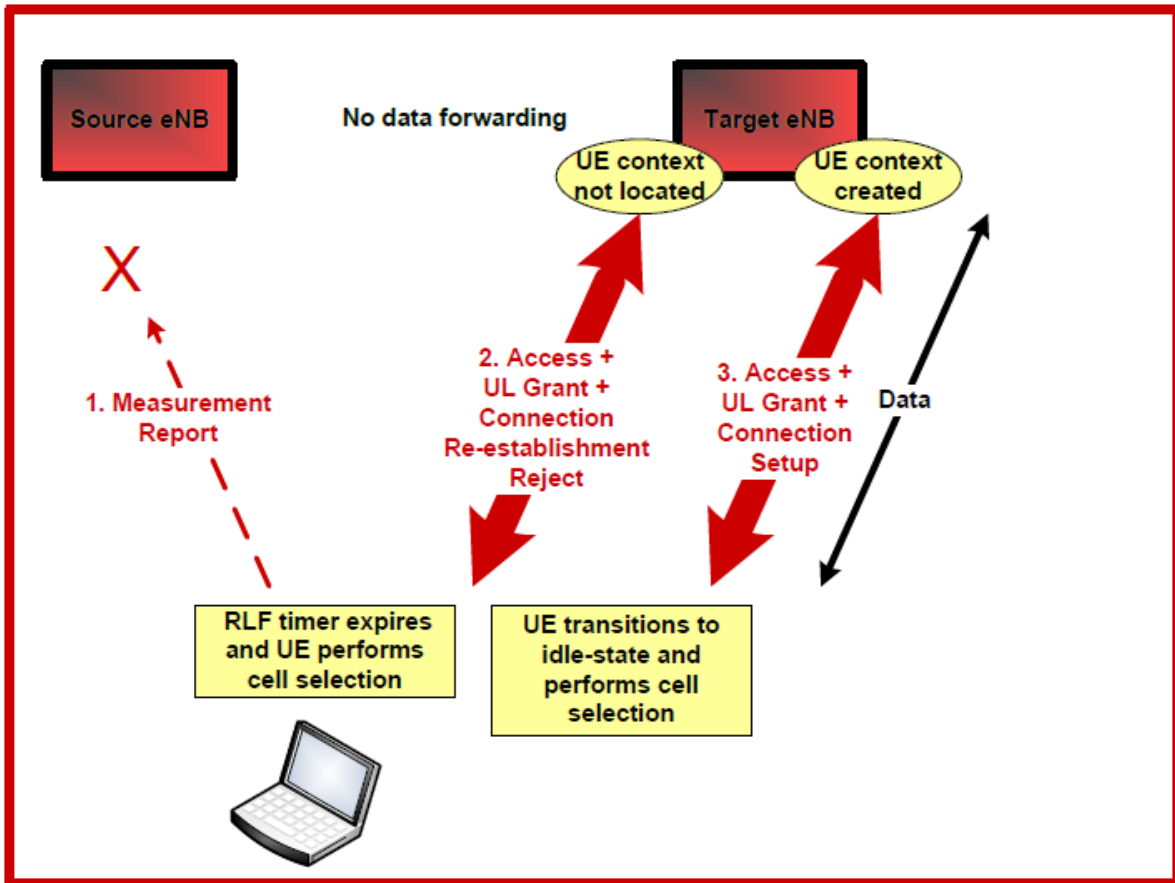 Source eNB
No data forwarding
Target eNB
UE context
not located
UE context
created
X
1. Measurement
Report
2. Access +
UL Grant +
Connection
Re-establishment
Reject
3. Access +
UL Grant +
Connection
Setup
Data
RLF timer expires
and UE performs
cell selection
UE transitions to
idle-state and
performs cell
selection